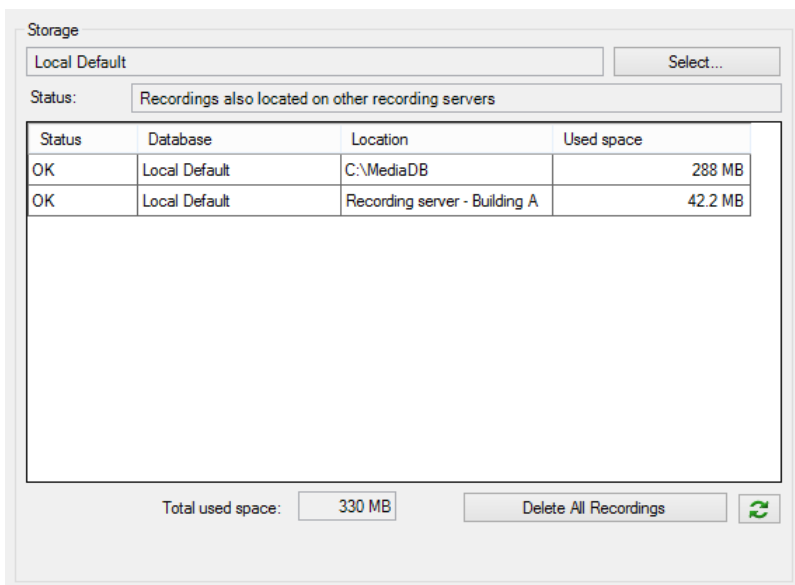 Storage
Local Default Select...
Status: Recordings also located on other recording servers
Status Database Location Used space
OK Local Default C:\MediaDB 288 MB
OK Local Default Recording server - Building A 42.2 MB
Total used space: 330 MB Delete All Recordings